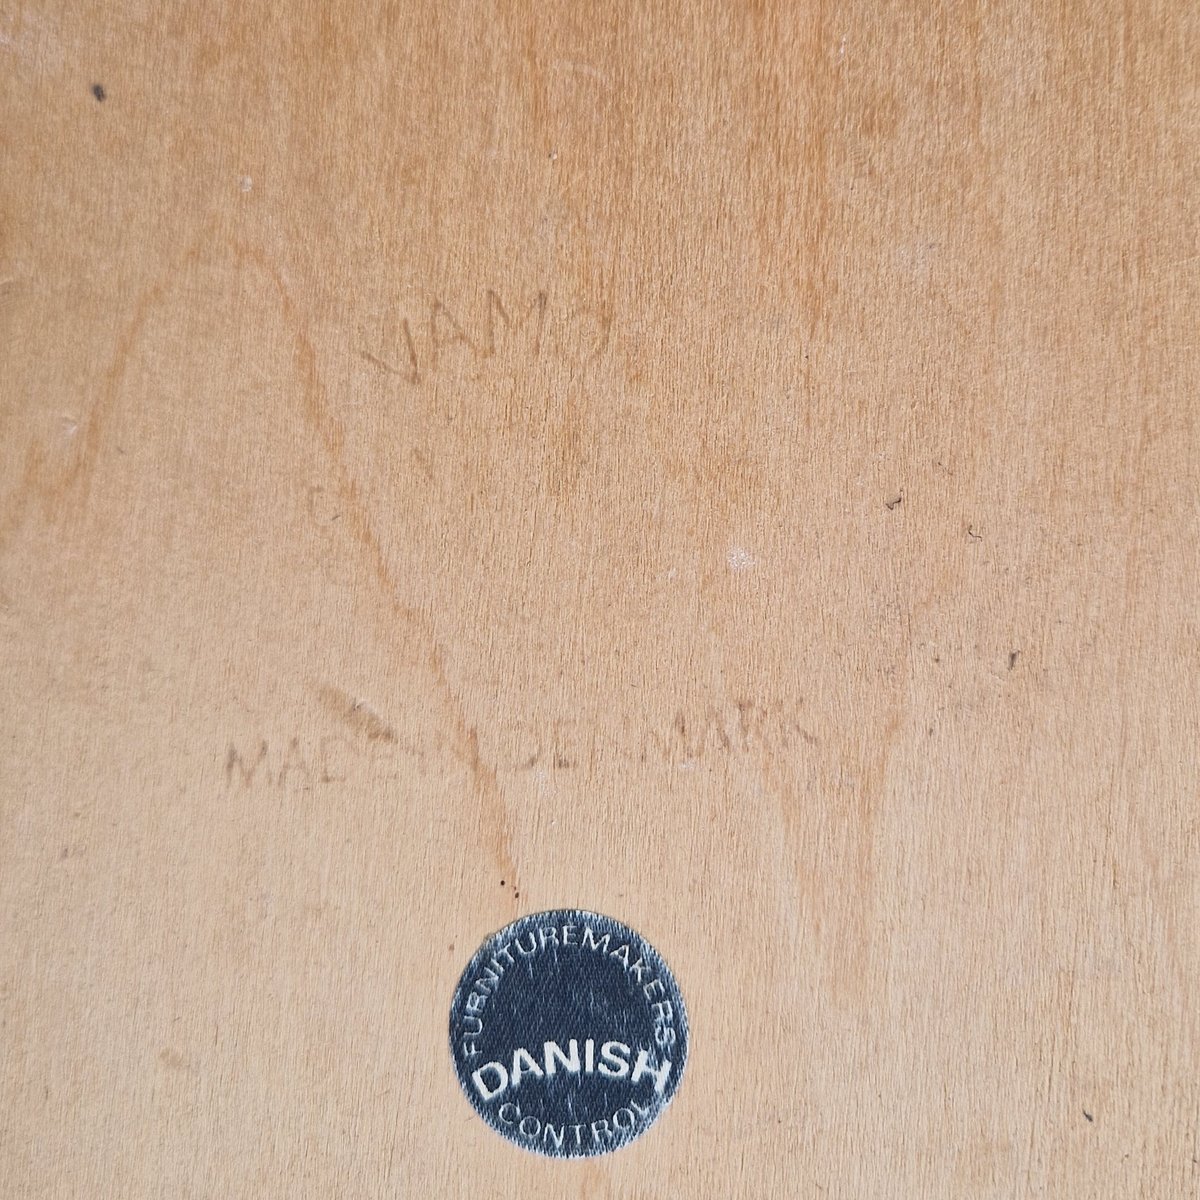 VAMO
MADE IN DENMARK
FURNITUREMAKERS
DANISH
CONTROL